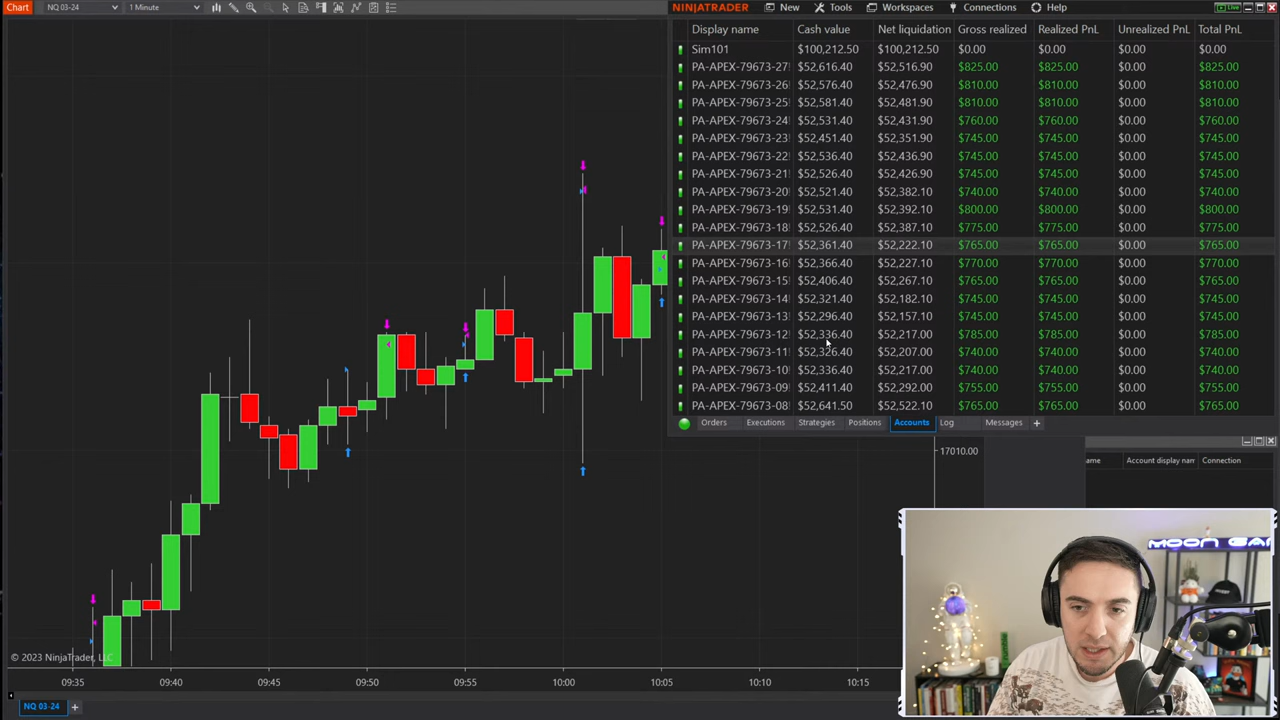 Chart NQ 03-24 1 Minute
NINJATRADER New Tools Workspaces Connections Help Live
Display name Cash value Net liquidation Gross realized Realized PnL Unrealized PnL Total PnL
Sim101 $100,212.50 $100,212.50 $0.00 $0.00 $0.00 $0.00
PA-APEX-79673-27 $52,616.40 $52,516.90 $825.00 $825.00 $0.00 $825.00
PA-APEX-79673-26 $52,576.40 $52,476.90 $810.00 $810.00 $0.00 $810.00
PA-APEX-79673-25 $52,581.40 $52,481.90 $810.00 $810.00 $0.00 $810.00
PA-APEX-79673-24 $52,531.40 $52,431.90 $760.00 $760.00 $0.00 $760.00
PA-APEX-79673-23 $52,451.40 $52,351.90 $745.00 $745.00 $0.00 $745.00
PA-APEX-79673-22 $52,536.40 $52,436.90 $745.00 $745.00 $0.00 $745.00
PA-APEX-79673-21 $52,526.40 $52,426.90 $745.00 $745.00 $0.00 $745.00
PA-APEX-79673-20 $52,521.40 $52,382.10 $740.00 $740.00 $0.00 $740.00
PA-APEX-79673-19 $52,531.40 $52,392.10 $800.00 $800.00 $0.00 $800.00
PA-APEX-79673-18 $52,526.40 $52,387.10 $775.00 $775.00 $0.00 $775.00
PA-APEX-79673-17 $52,361.40 $52,222.10 $765.00 $765.00 $0.00 $765.00
PA-APEX-79673-16 $52,366.40 $52,227.10 $770.00 $770.00 $0.00 $770.00
PA-APEX-79673-15 $52,406.40 $52,267.10 $765.00 $765.00 $0.00 $765.00
PA-APEX-79673-14 $52,321.40 $52,182.10 $745.00 $745.00 $0.00 $745.00
PA-APEX-79673-13 $52,296.40 $52,157.10 $745.00 $745.00 $0.00 $745.00
PA-APEX-79673-12 $52,336.40 $52,217.00 $785.00 $785.00 $0.00 $785.00
PA-APEX-79673-11 $52,326.40 $52,207.00 $740.00 $740.00 $0.00 $740.00
PA-APEX-79673-10 $52,336.40 $52,217.00 $740.00 $740.00 $0.00 $740.00
PA-APEX-79673-09 $52,411.40 $52,292.00 $755.00 $755.00 $0.00 $755.00
PA-APEX-79673-08 $52,641.50 $52,522.10 $765.00 $765.00 $0.00 $765.00
Orders Executions Strategies Positions Accounts Log Messages +
17010.00
ame Account display nam Connection
MOON GA
© 2023 NinjaTrader, LLC
09:35 09:40 09:45 09:50 09:55 10:00 10:05 10:10 10:15
NQ 03-24 +